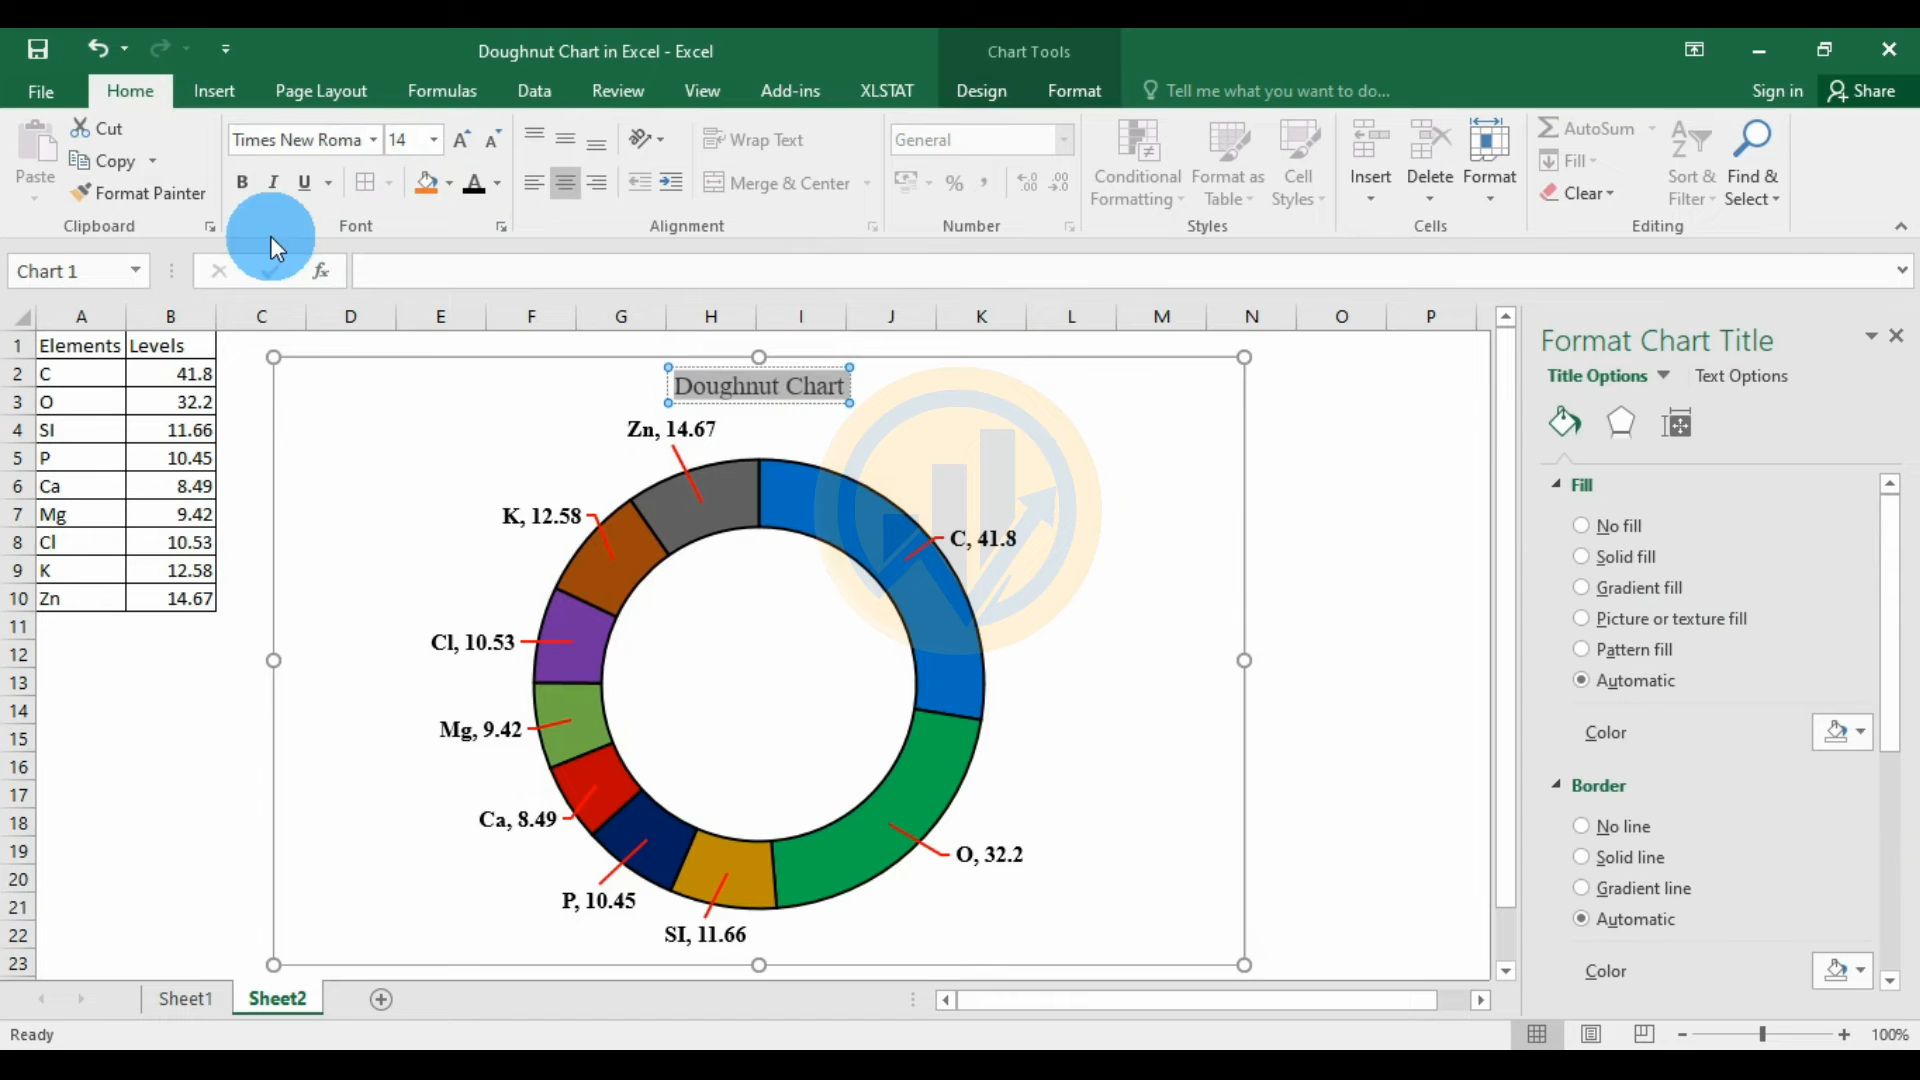 Doughnut Chart in Excel - Excel
Chart Tools
File
Home
Insert
Page Layout
Formulas
Data
Review
View
Add-ins
XLSTAT
Design
Format
Tell me what you want to do...
Sign in
Share
Paste
Cut
Copy
Format Painter
Clipboard
Times New Roma
14
B I U
A
Font
Wrap Text
Merge & Center
Alignment
General
%
Number
Conditional Formatting
Format as Table
Cell Styles
Styles
Insert
Delete
Format
Cells
AutoSum
Fill
Clear
Sort & Filter
Find & Select
Editing
Chart 1
fx
A B C D E F G H I J K L M N O P
1 Elements Levels
2 C 41.8
3 O 32.2
4 SI 11.66
5 P 10.45
6 Ca 8.49
7 Mg 9.42
8 Cl 10.53
9 K 12.58
10 Zn 14.67
11
12
13
14
15
16
17
18
19
20
21
22
23
Doughnut Chart
Zn, 14.67
K, 12.58
C, 41.8
Cl, 10.53
Mg, 9.42
Ca, 8.49
O, 32.2
P, 10.45
SI, 11.66
Format Chart Title
Title Options
Text Options
Fill
No fill
Solid fill
Gradient fill
Picture or texture fill
Pattern fill
Automatic
Color
Border
No line
Solid line
Gradient line
Automatic
Color
Sheet1
Sheet2
Ready
100%